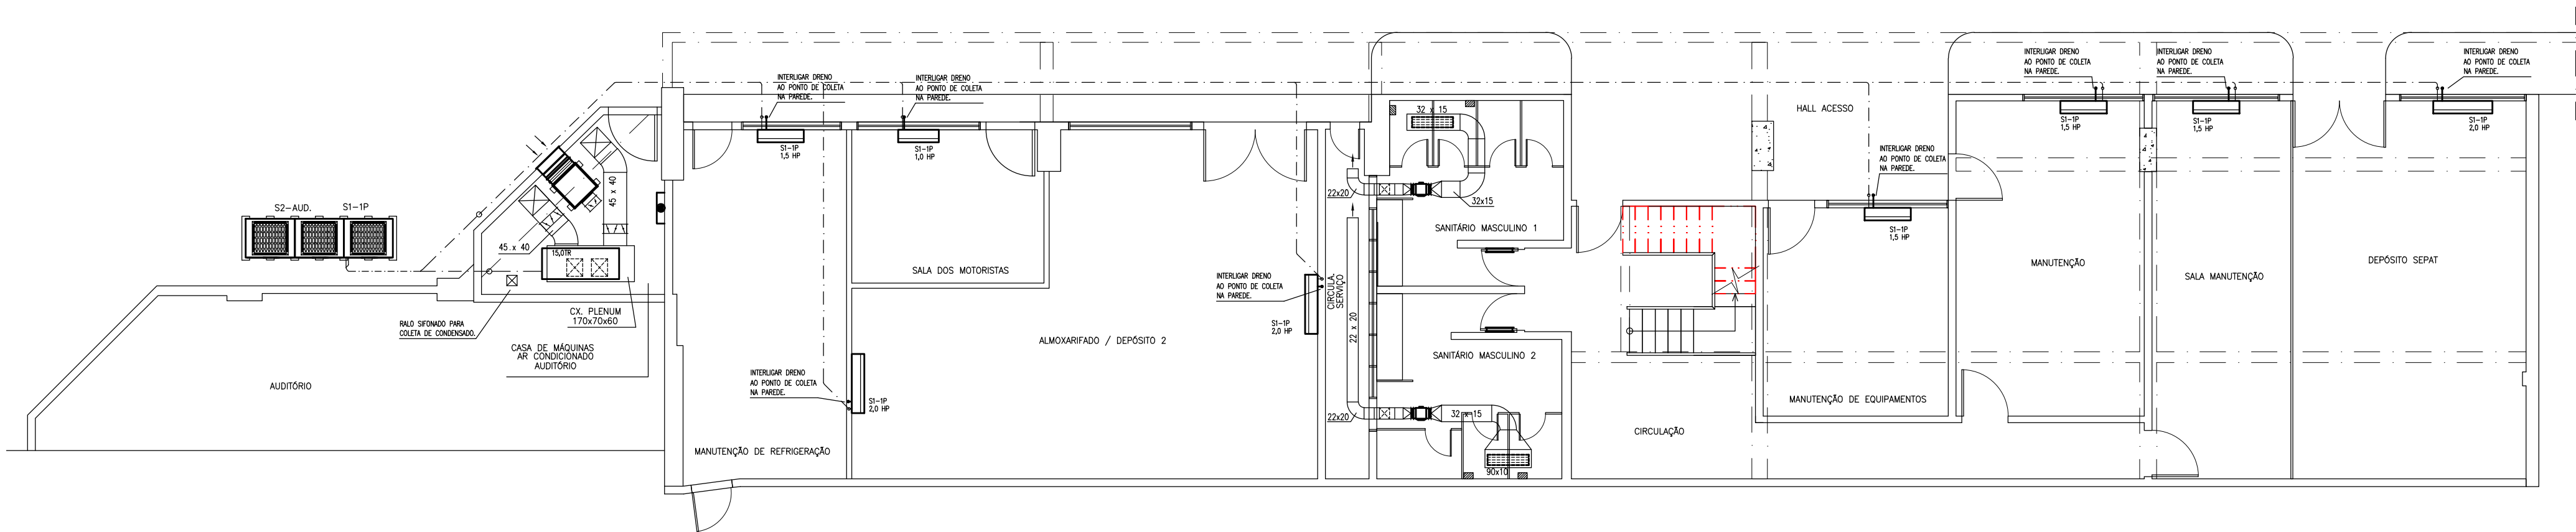 INTERLIGAR DRENO
AO PONTO DE COLETA
NA PAREDE.
S1-1P
1,5 HP
INTERLIGAR DRENO
AO PONTO DE COLETA
NA PAREDE.
S1-1P
1,0 HP
INTERLIGAR DRENO
AO PONTO DE COLETA
NA PAREDE.
S1-1P
1,5 HP
INTERLIGAR DRENO
AO PONTO DE COLETA
NA PAREDE.
S1-1P
1,5 HP
INTERLIGAR DRENO
AO PONTO DE COLETA
NA PAREDE.
S1-1P
2,0 HP
32 x 15
HALL ACESSO
INTERLIGAR DRENO
AO PONTO DE COLETA
NA PAREDE.
S1-1P
1,5 HP
45 x 40
S2-AUD.
S1-1P
45 x 40
15,0TR
22x20
32x15
SANITÁRIO MASCULINO 1
SALA DOS MOTORISTAS
INTERLIGAR DRENO
AO PONTO DE COLETA
NA PAREDE.
S1-1P
2,0 HP
CIRCULA.
SERVIÇO
22 x 20
MANUTENÇÃO
SALA MANUTENÇÃO
DEPÓSITO SEPAT
CX. PLENUM
170x70x60
RALO SIFONADO PARA
COLETA DE CONDENSADO.
CASA DE MÁQUINAS
AR CONDICIONADO
AUDITÓRIO
ALMOXARIFADO / DEPÓSITO 2
SANITÁRIO MASCULINO 2
AUDITÓRIO
INTERLIGAR DRENO
AO PONTO DE COLETA
NA PAREDE.
S1-1P
2,0 HP
22x20
32 x 15
MANUTENÇÃO DE EQUIPAMENTOS
CIRCULAÇÃO
MANUTENÇÃO DE REFRIGERAÇÃO
90x10